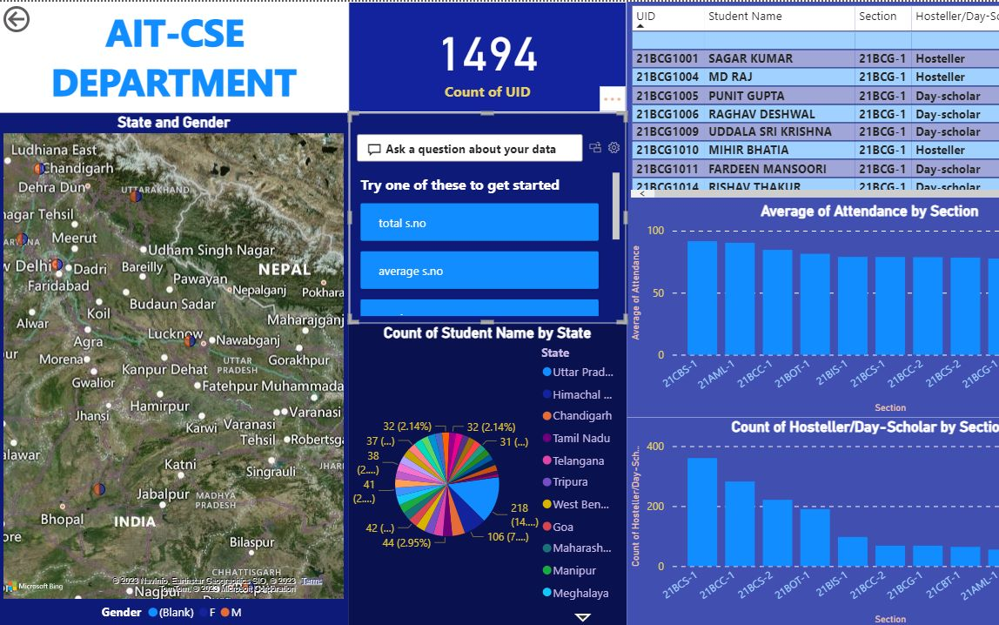 AIT-CSE
DEPARTMENT
State and Gender
Ludhiana East
Chandigarh
Dehra Dun
UTTARAKHAND
nagar Tehsil
Meerut
Udham Singh Nagar
w Delhi
Dadri
Bareilly
NEPAL
Faridabad
Pawayan
Nepalganj
Pokhara
Koil
Budaun Sadar
Alwar
Maharajganj
Agra
Lucknow
Nawabganj
Morena
Kanpur Dehat
UTTAR
PRADESH
Gorakhpur
Gwalior
Fatehpur
Muhammada
Jhansi
Hamirpur
Varanasi
Karwi
Varanasi
Tehsil
Robertsga
alawar
Katni
Singrauli
JHARI
Jabalpur
MADHYA
PRADESH
Bhopal
INDIA
ore
Bilaspur
CHHATTISGARH
© 2023 NavInfo, Earthstar Geographics SIO, © 2023
Terms
TomTom, © 2023 Microsoft Corporation
Microsoft Bing
Nagpur
Gender (Blank) F M
1494
Count of UID
Ask a question about your data
Try one of these to get started
total s.no
average s.no
Count of Student Name by State
32 (2.14%)
32 (2.14%)
37 (...)
31 (...)
38
(2....)
41
(2....)
42 (...)
44 (2.95%)
218
(14....)
106 (7....)
State
Uttar Prad...
Himachal ...
Chandigarh
Tamil Nadu
Telangana
Tripura
West Ben...
Goa
Maharash...
Manipur
Meghalaya
UID Student Name Section Hosteller/Day-Sc
21BCG1001 SAGAR KUMAR 21BCG-1 Hosteller
21BCG1004 MD RAJ 21BCG-1 Hosteller
21BCG1005 PUNIT GUPTA 21BCG-1 Day-scholar
21BCG1006 RAGHAV DESHWAL 21BCG-1 Day-scholar
21BCG1009 UDDALA SRI KRISHNA 21BCG-1 Day-scholar
21BCG1010 MIHIR BHATIA 21BCG-1 Hosteller
21BCG1011 FARDEEN MANSOORI 21BCG-1 Day-scholar
21BCG1014 RISHAV THAKUR 21BCG-1 Day-scholar
Average of Attendance by Section
Average of Attendance
100
50
0
21CBS-1
21AML-1
21BCC-1
21BOT-1
21BIS-1
21BCS-1
21BCC-2
21BCS-2
21BCG-1
Section
Count of Hosteller/Day-Scholar by Sectio
Count of Hosteller/Day-Sch...
400
200
0
21BCS-1
21BCC-1
21BCS-2
21BOT-1
21BIS-1
21BCC-2
21BCG-1
21CBT-1
21AML-1
Section